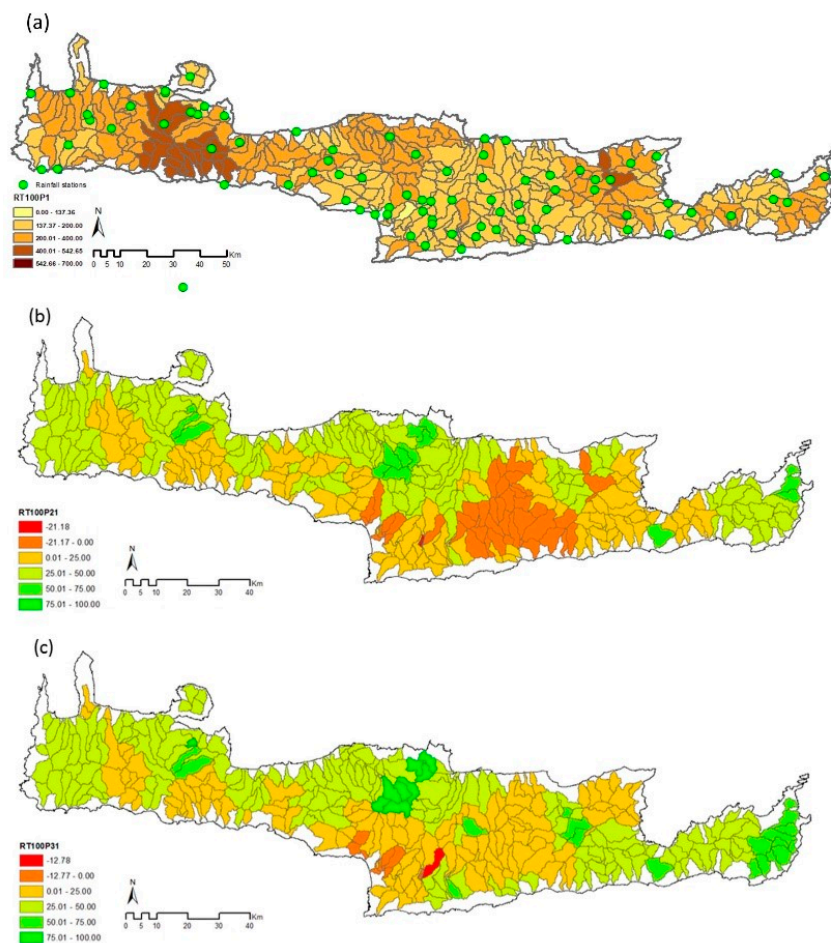 (a)
Rainfall stations
RT100P1
0.00 - 137.36
137.37 - 200.00
200.01 - 400.00
400.01 - 542.65
542.66 - 700.00
N
Km
0 5 10 20 30 40 50
(b)
RT100P21
-21.18
-21.17 - 0.00
0.01 - 25.00
25.01 - 50.00
50.01 - 75.00
75.01 - 100.00
N
Km
0 5 10 20 30 40
(c)
RT100P31
-12.78
-12.77 - 0.00
0.01 - 25.00
25.01 - 50.00
50.01 - 75.00
75.01 - 100.00
N
Km
0 5 10 20 30 40